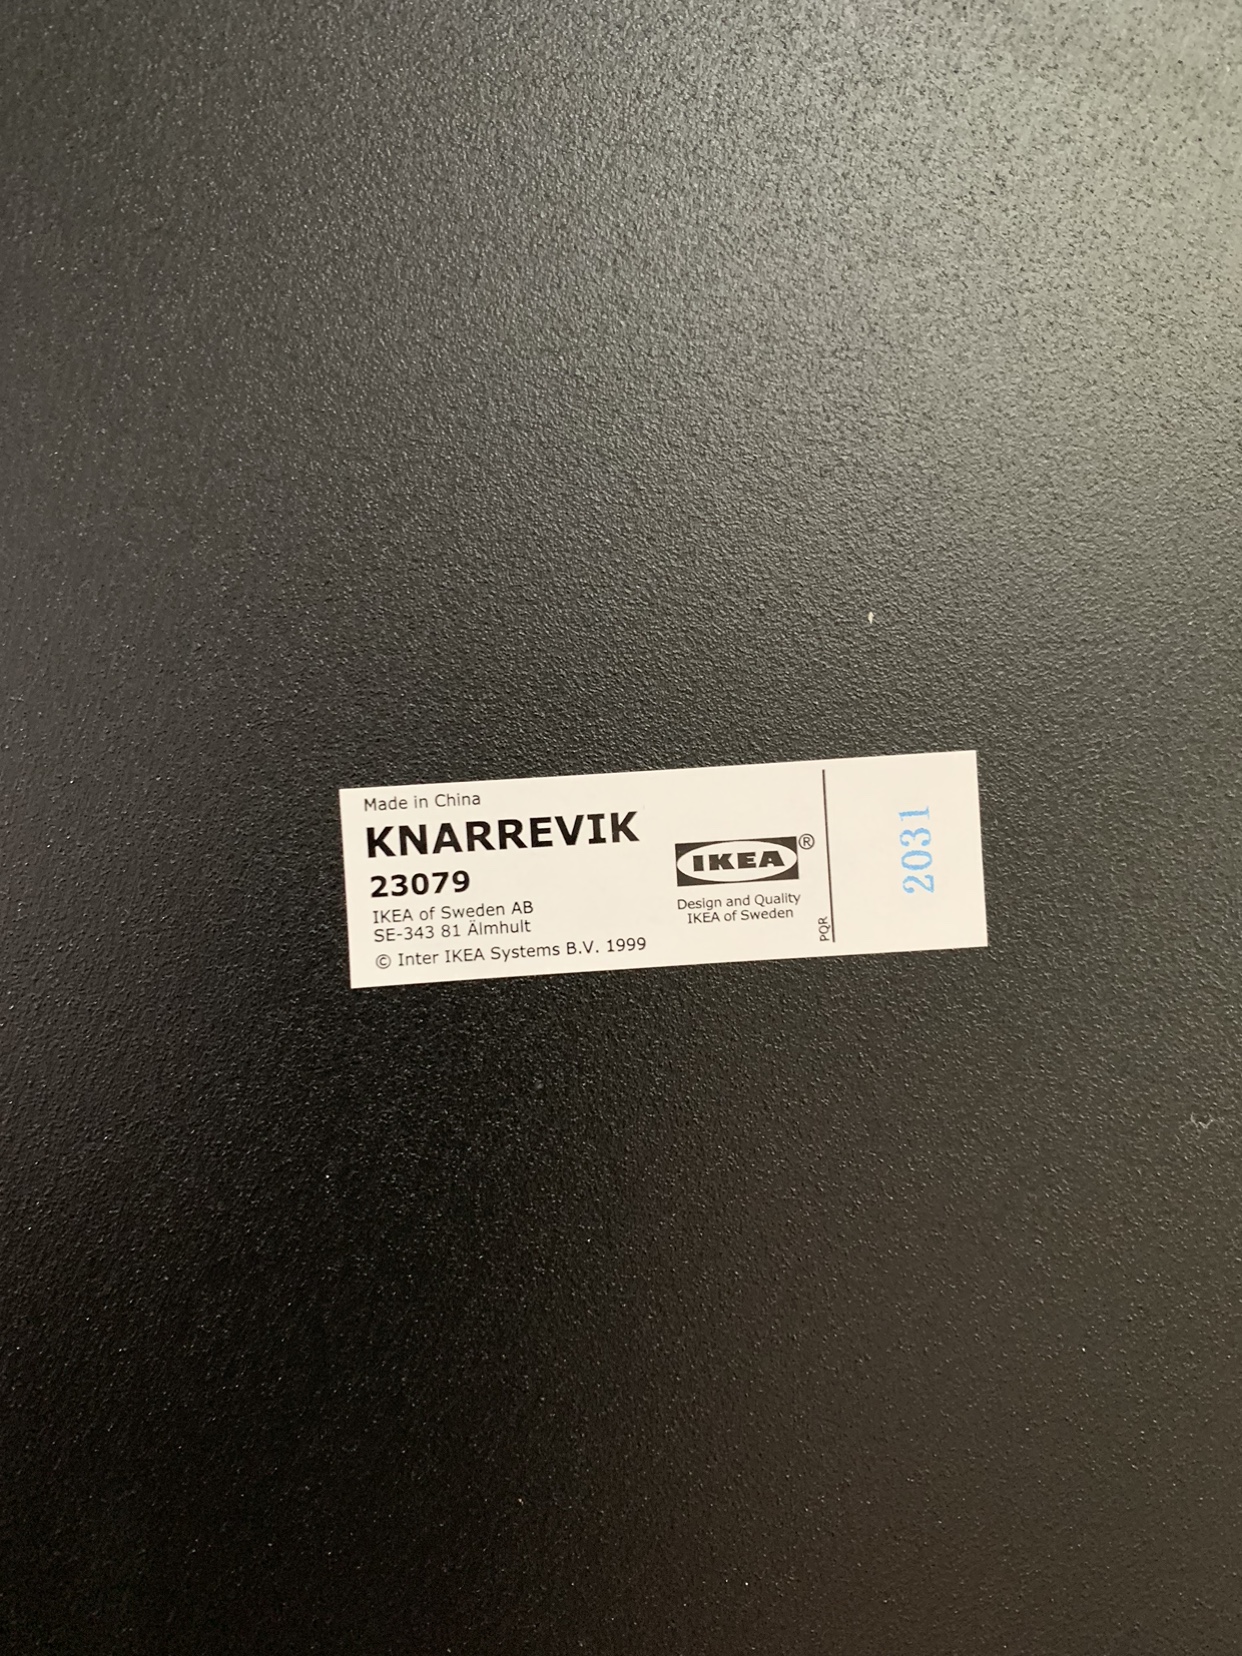 Made in China
KNARREVIK
23079
IKEA of Sweden AB
SE-343 81 Älmhult
© Inter IKEA Systems B.V. 1999
IKEA®
Design and Quality
IKEA of Sweden
PQR
2031